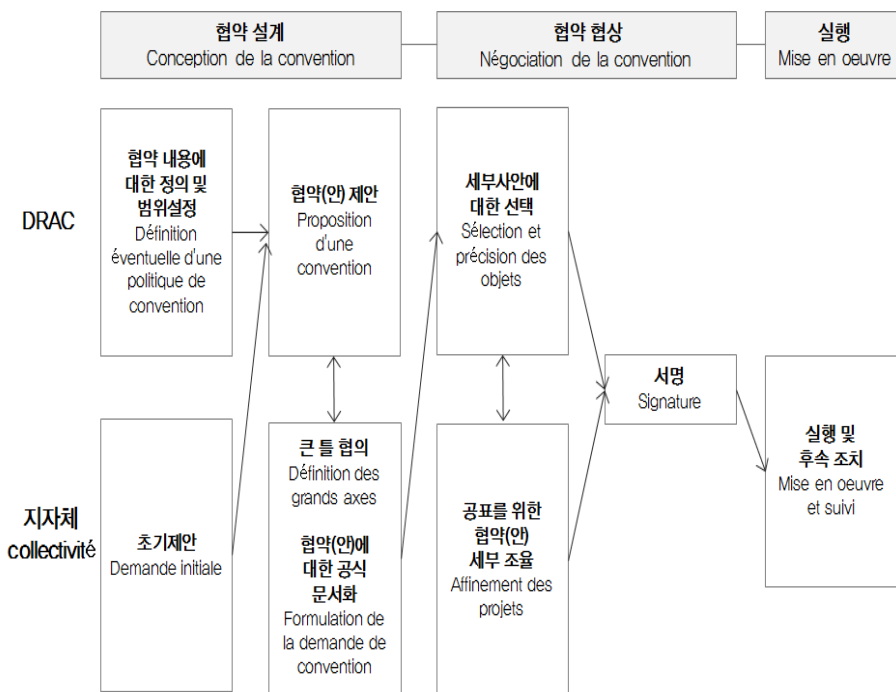 협약 설계
Conception de la convention
협약 협상
Négociation de la convention
실행
Mise en oeuvre
DRAC
협약 내용에
대한 정의 및
범위설정
Définition
éventuelle d'une
politique de
convention
협약(안) 제안
Proposition
d'une
convention
세부사안에
대한 선택
Sélection et
précision des
objets
서명
Signature
지자체
collectivité
초기제안
Demande initiale
큰 틀 협의
Définition des
grands axes
협약(안)에
대한 공식
문서화
Formulation de
la demande de
convention
공표를 위한
협약(안)
세부 조율
Affinement des
projets
실행 및
후속 조치
Mise en oeuvre
et suivi